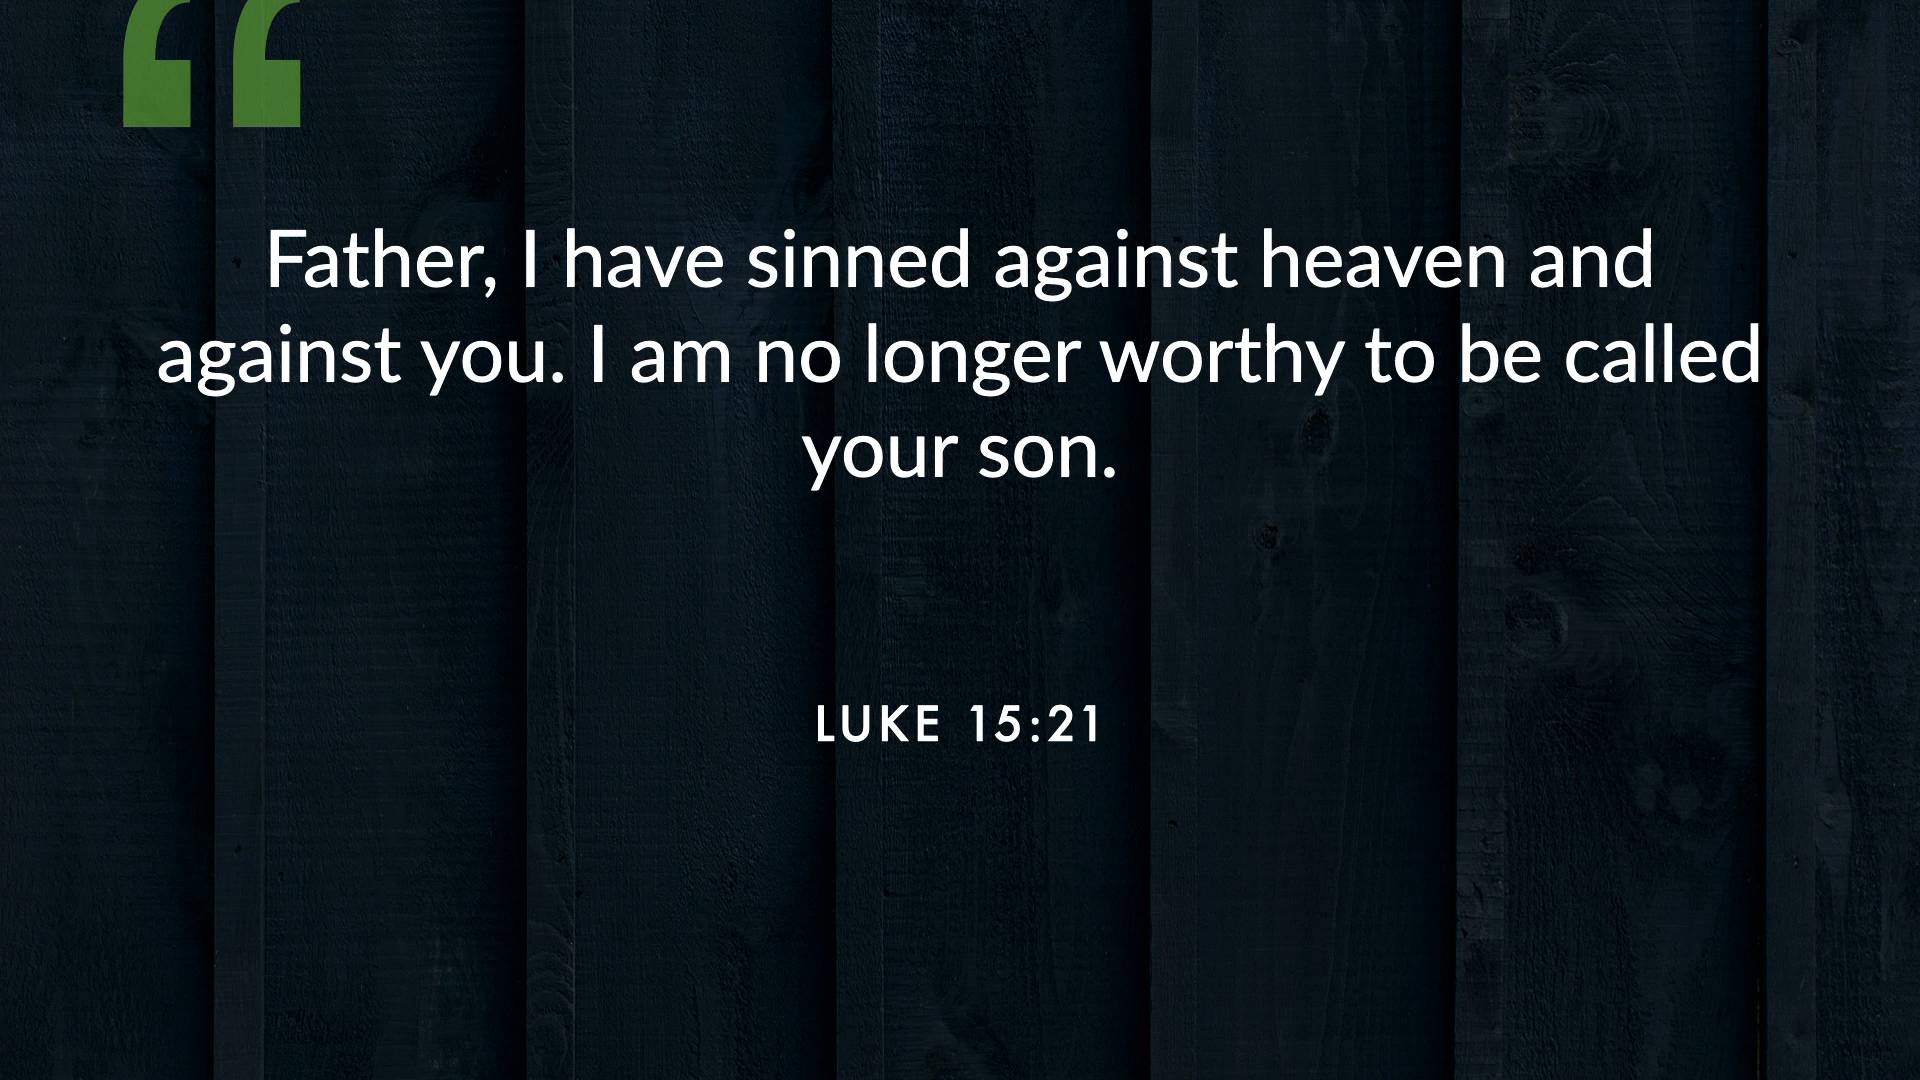 “
Father, I have sinned against heaven and
against you. I am no longer worthy to be called
your son.
LUKE 15:21